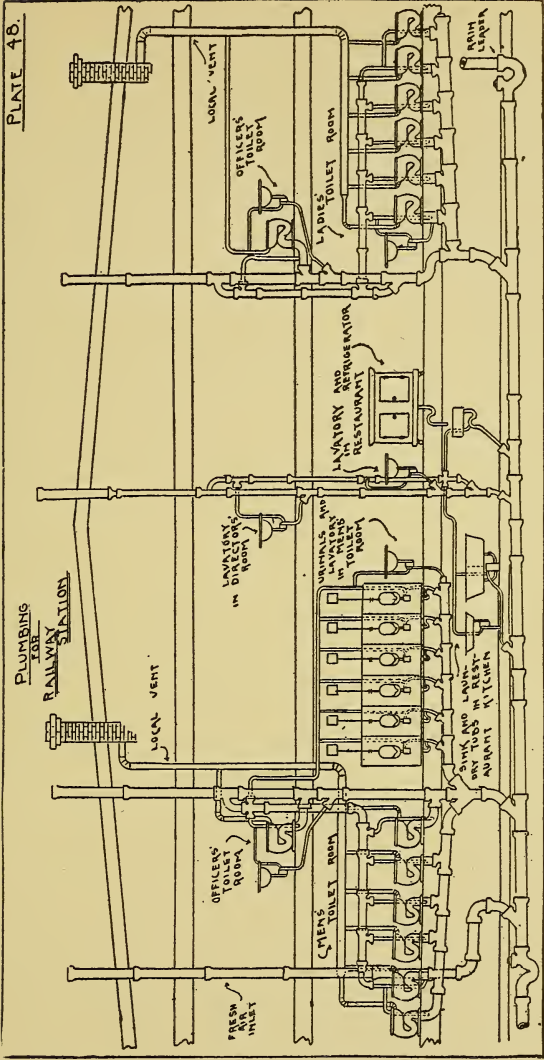 PLATE 48.
PLUMBING
FOR
RAILWAY
STATION
LOCAL VENT
LOCAL VENT
OFFICERS'
TOILET
ROOM
LAVATORY
IN DIRECTORS'
ROOM
OFFICERS'
TOILET
ROOM
FRESH
AIR
INLET
MEN'S
TOILET ROOM
URINALS AND
LAVATORY
IN MENS
TOILET
ROOM
LAVATORY AND
REFRIGERATOR
IN
RESTAURANT
LADIES' TOILET ROOM
SINK AND LAUN-
DRY TUBS IN REST-
AURANT KITCHEN
LEADER